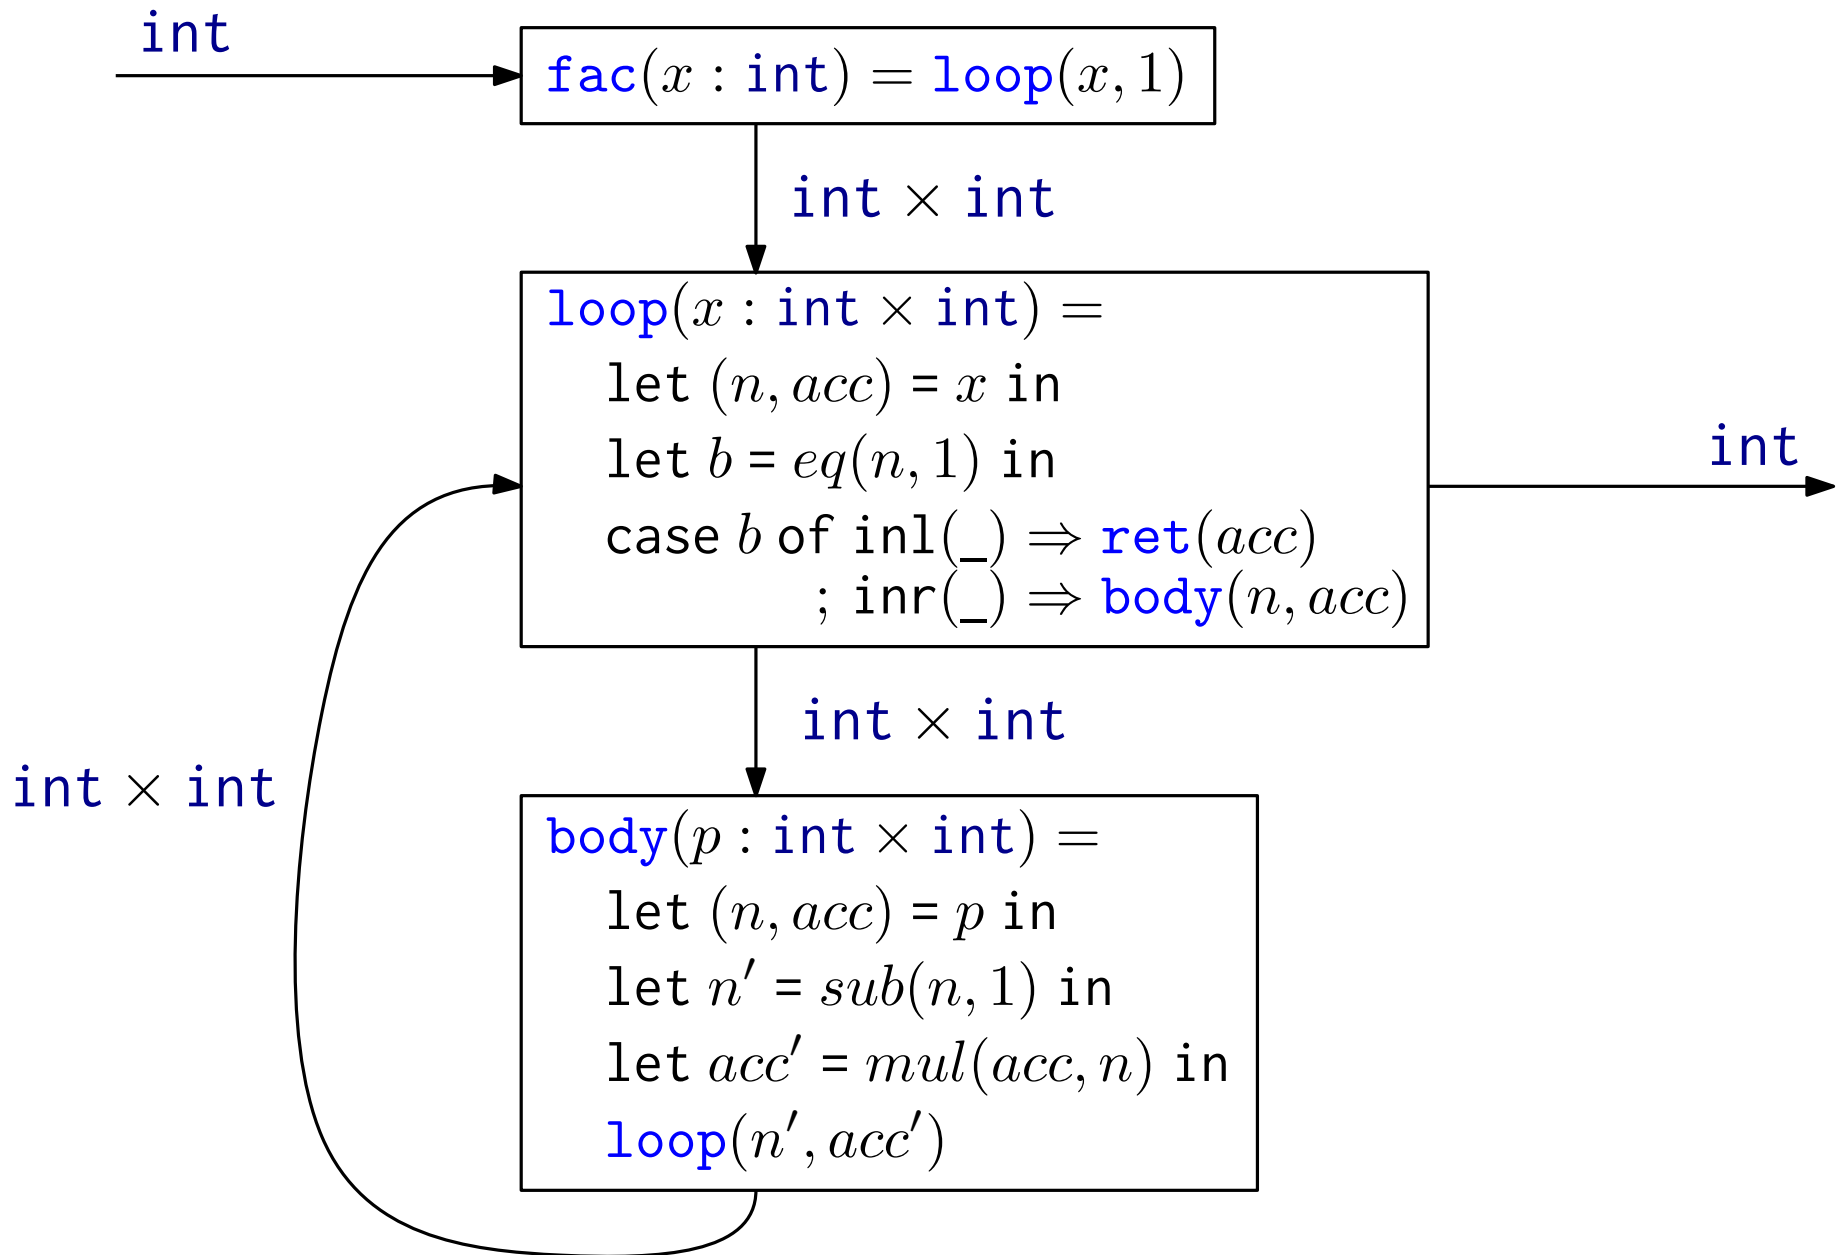 int
fac(x : int) = loop(x, 1)
int × int
loop(x : int × int) =
let (n, acc) = x in
let b = eq(n, 1) in
int
case b of inl(_) ⇒ ret(acc)
; inr(_) ⇒ body(n, acc)
int × int
int × int
body(p : int × int) =
let (n, acc) = p in
let n′ = sub(n, 1) in
let acc′ = mul(acc, n) in
loop(n′, acc′)